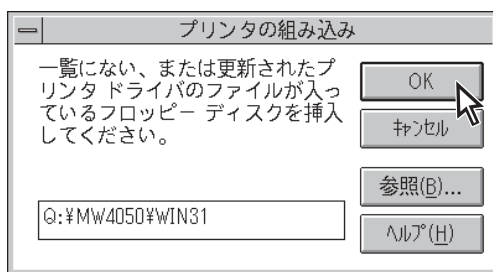 プリンタの組み込み
一覧にない、または更新されたプ
リンタ ドライバのファイルが入っ
ているフロッピー ディスクを挿入
してください。
Q:¥MW4050¥WIN31
OK
ｷｬﾝｾﾙ
参照(B)...
ﾍﾙﾌﾟ(H)